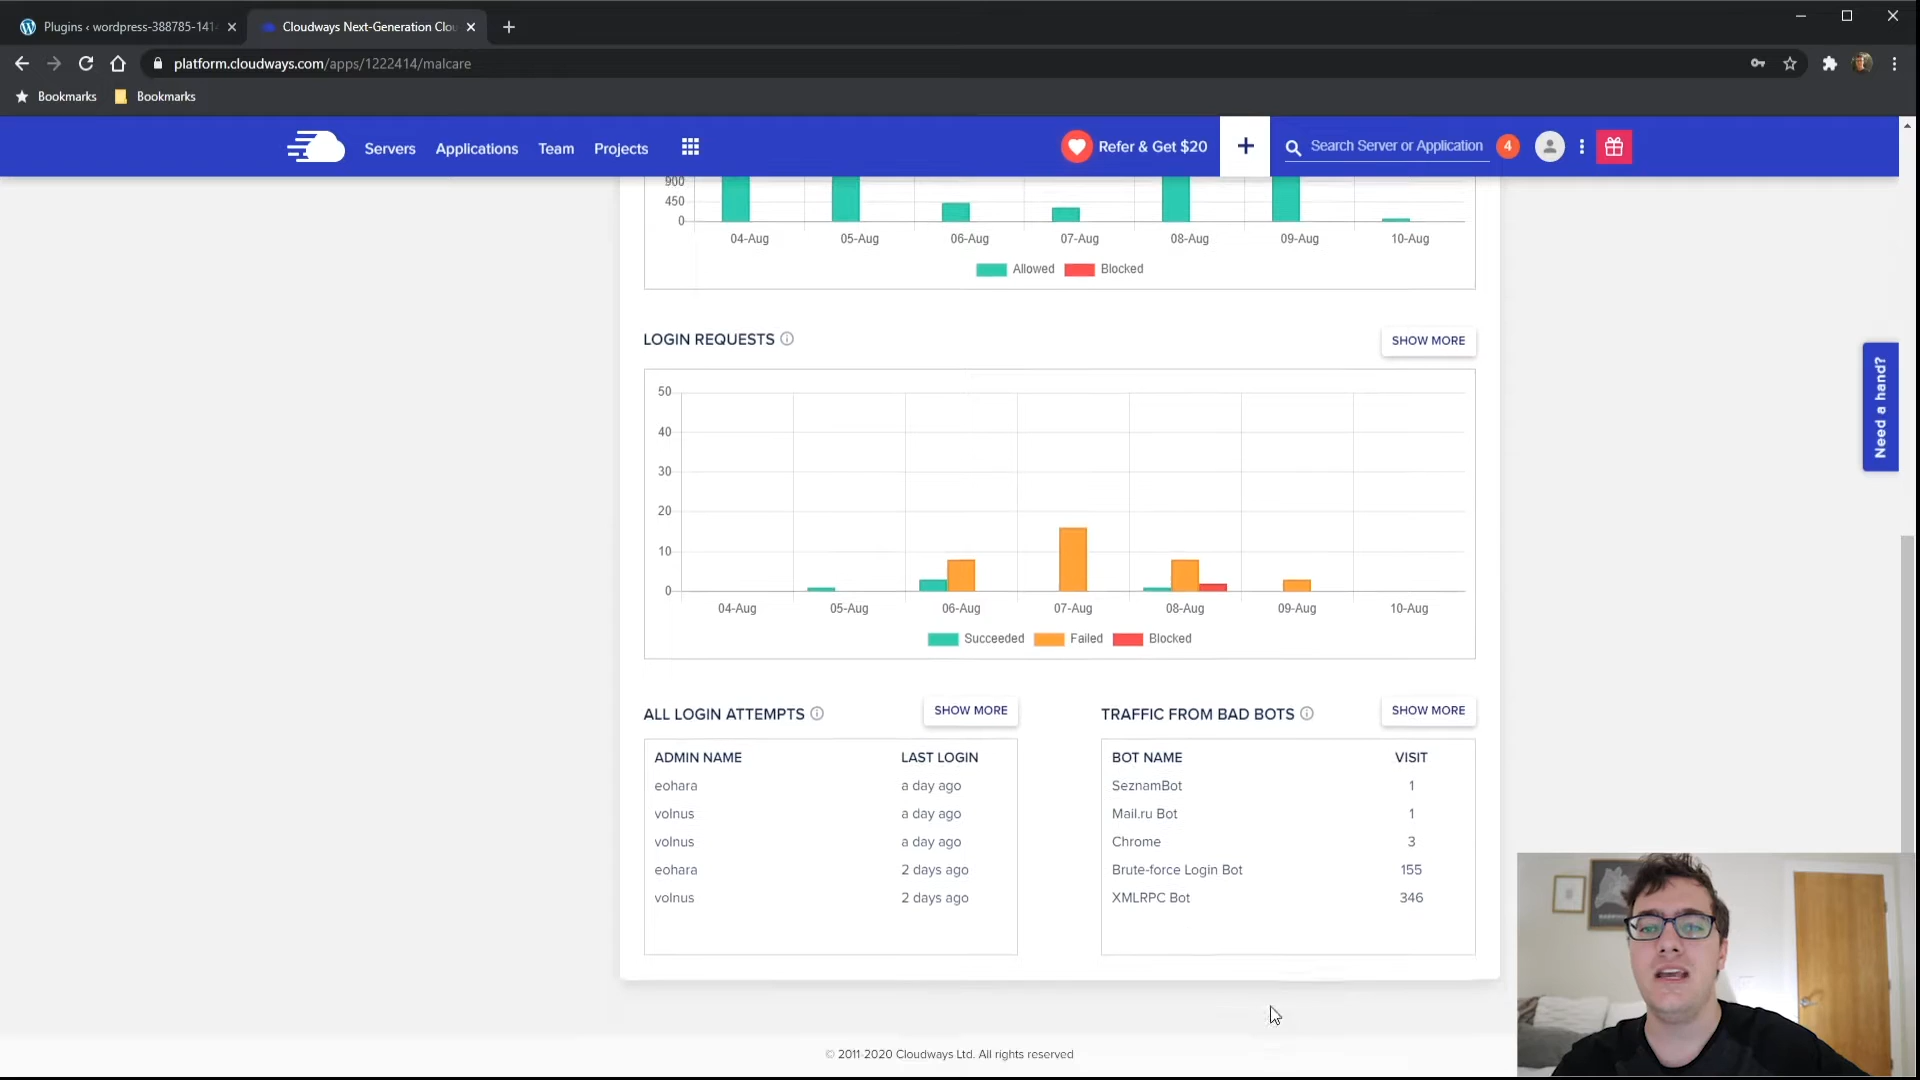 Plugins ‹ wordpress-388785-141
Cloudways Next-Generation Clou
platform.cloudways.com/apps/1222414/malcare
Bookmarks
Bookmarks
Servers
Applications
Team
Projects
Refer & Get $20
+
Search Server or Application
4
900
450
0
04-Aug
05-Aug
06-Aug
07-Aug
08-Aug
09-Aug
10-Aug
Allowed
Blocked
LOGIN REQUESTS
SHOW MORE
50
40
30
20
10
0
04-Aug
05-Aug
06-Aug
07-Aug
08-Aug
09-Aug
10-Aug
Succeeded
Failed
Blocked
Need a hand?
ALL LOGIN ATTEMPTS
SHOW MORE
ADMIN NAME LAST LOGIN
eohara a day ago
volnus a day ago
volnus a day ago
eohara 2 days ago
volnus 2 days ago
TRAFFIC FROM BAD BOTS
SHOW MORE
BOT NAME VISIT
SeznamBot 1
Mail.ru Bot 1
Chrome 3
Brute-force Login Bot 155
XMLRPC Bot 346
© 2011-2020 Cloudways Ltd. All rights reserved